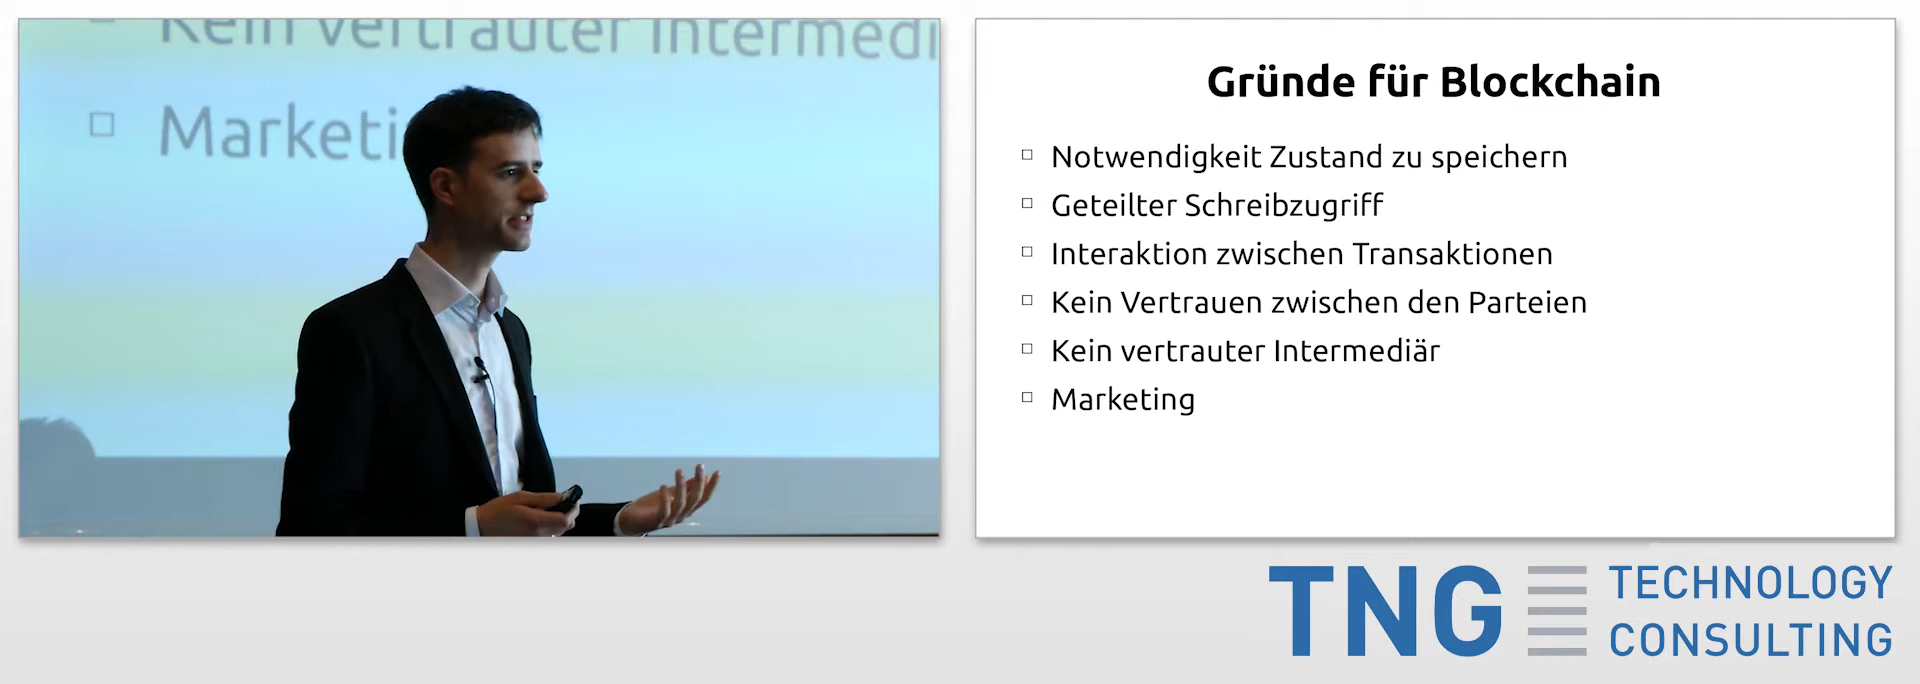 Kein vertrauter Intermedi
Marketi
Gründe für Blockchain
Notwendigkeit Zustand zu speichern
Geteilter Schreibzugriff
Interaktion zwischen Transaktionen
Kein Vertrauen zwischen den Parteien
Kein vertrauter Intermediär
Marketing
TNG TECHNOLOGY
CONSULTING